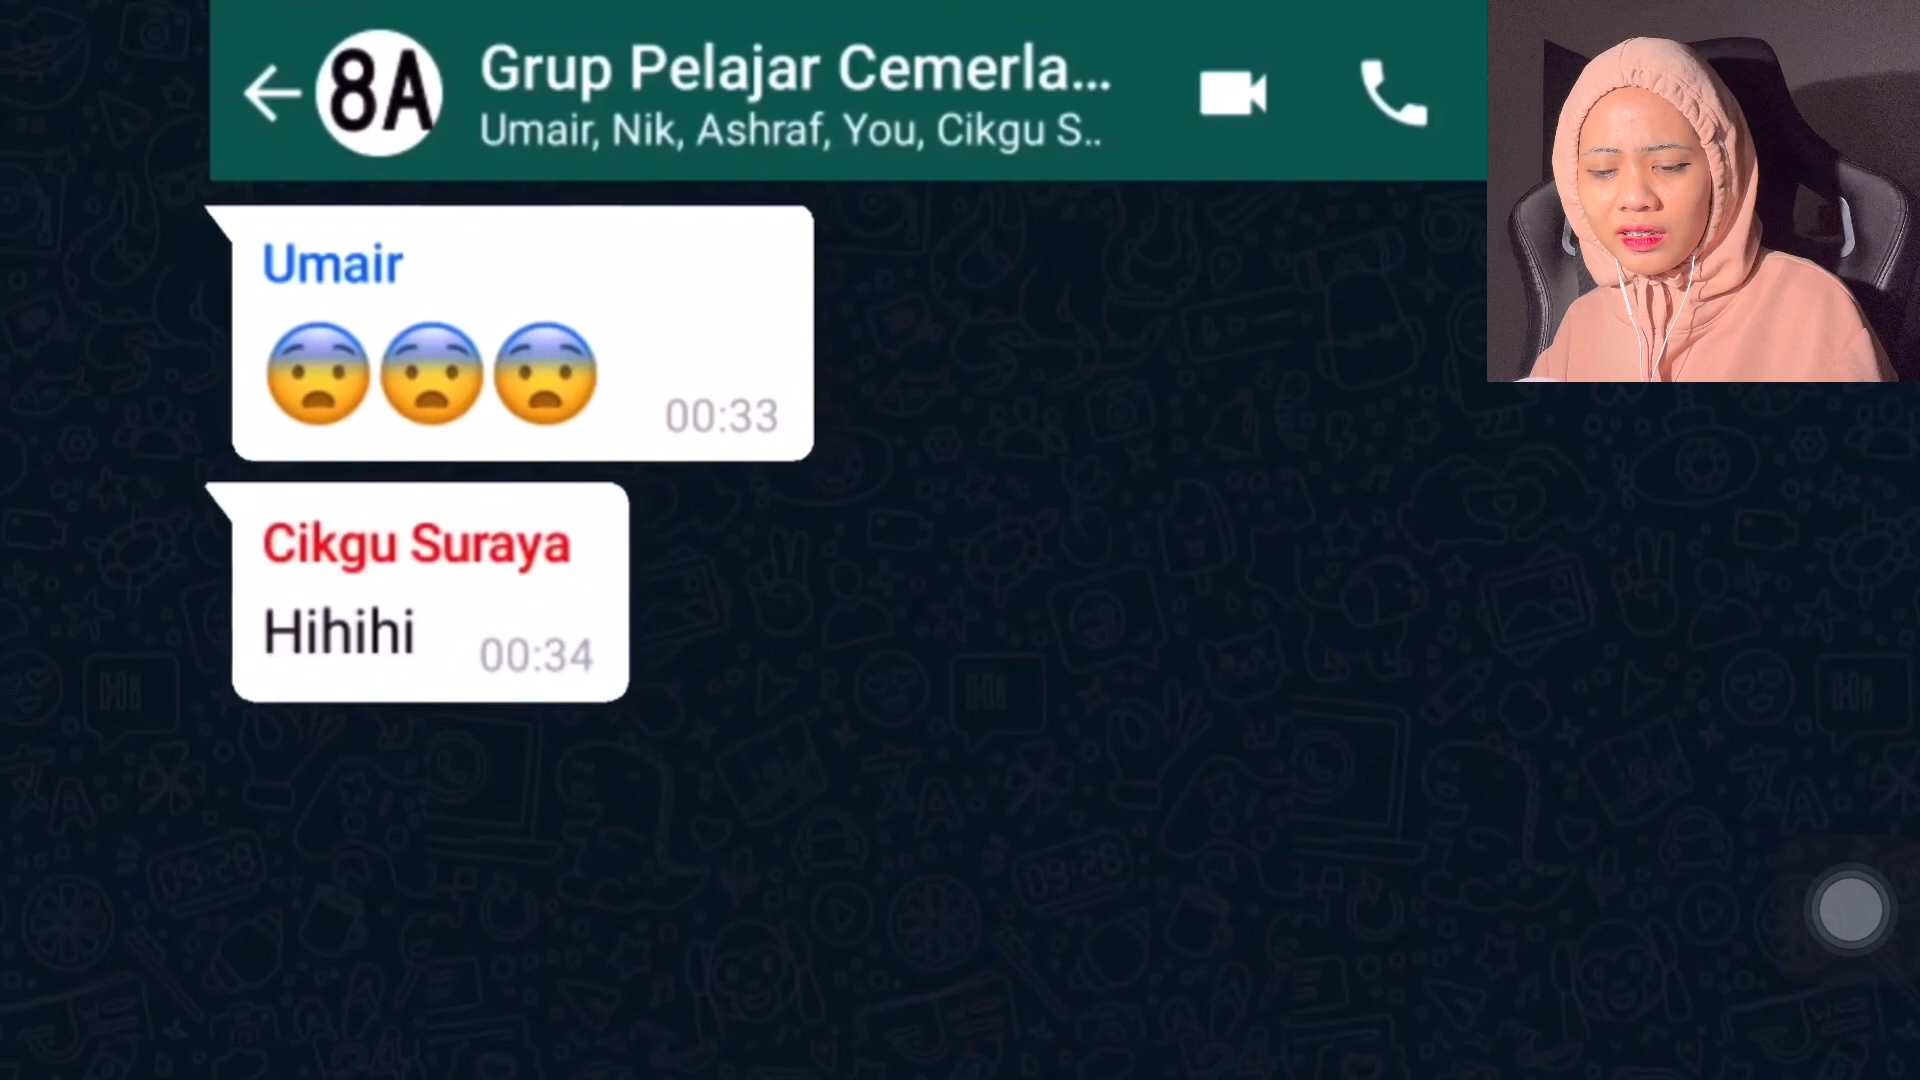 8A
Grup Pelajar Cemerla...
Umair, Nik, Ashraf, You, Cikgu S..
Umair
😨😨😨
00:33
Cikgu Suraya
Hihihi
00:34